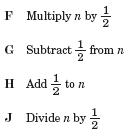 F Multiply n by 1/2
G Subtract 1/2 from n
H Add 1/2 to n
J Divide n by 1/2